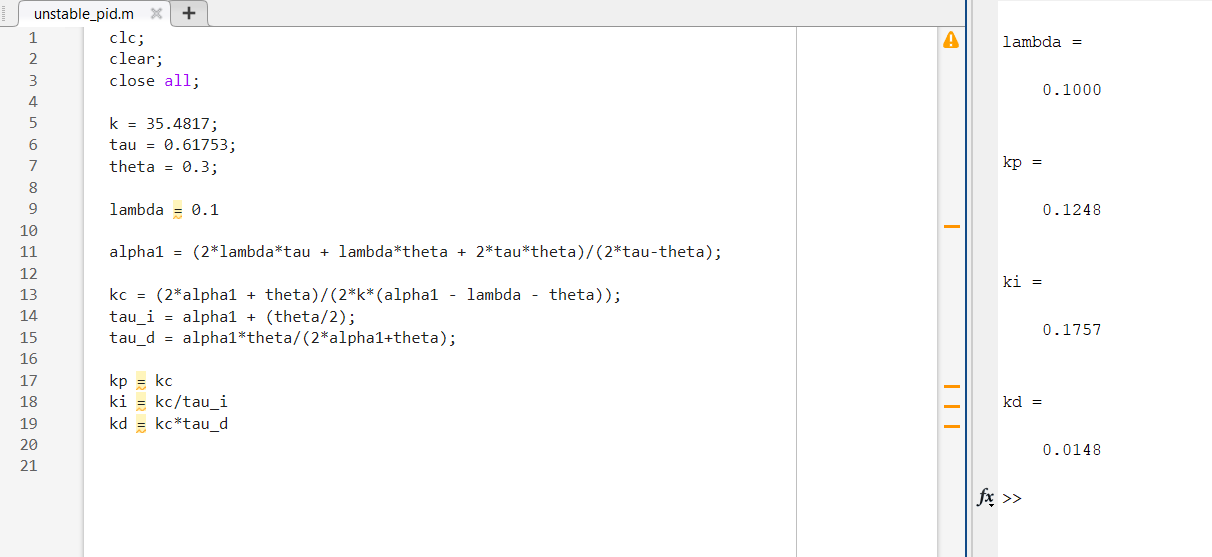 unstable_pid.m
1 clc;
2 clear;
3 close all;
4
5 k = 35.4817;
6 tau = 0.61753;
7 theta = 0.3;
8
9 lambda = 0.1
10
11 alpha1 = (2*lambda*tau + lambda*theta + 2*tau*theta)/(2*tau-theta);
12
13 kc = (2*alpha1 + theta)/(2*k*(alpha1 - lambda - theta));
14 tau_i = alpha1 + (theta/2);
15 tau_d = alpha1*theta/(2*alpha1+theta);
16
17 kp = kc
18 ki = kc/tau_i
19 kd = kc*tau_d
20
21
lambda =
0.1000
kp =
0.1248
ki =
0.1757
kd =
0.0148
fx >>